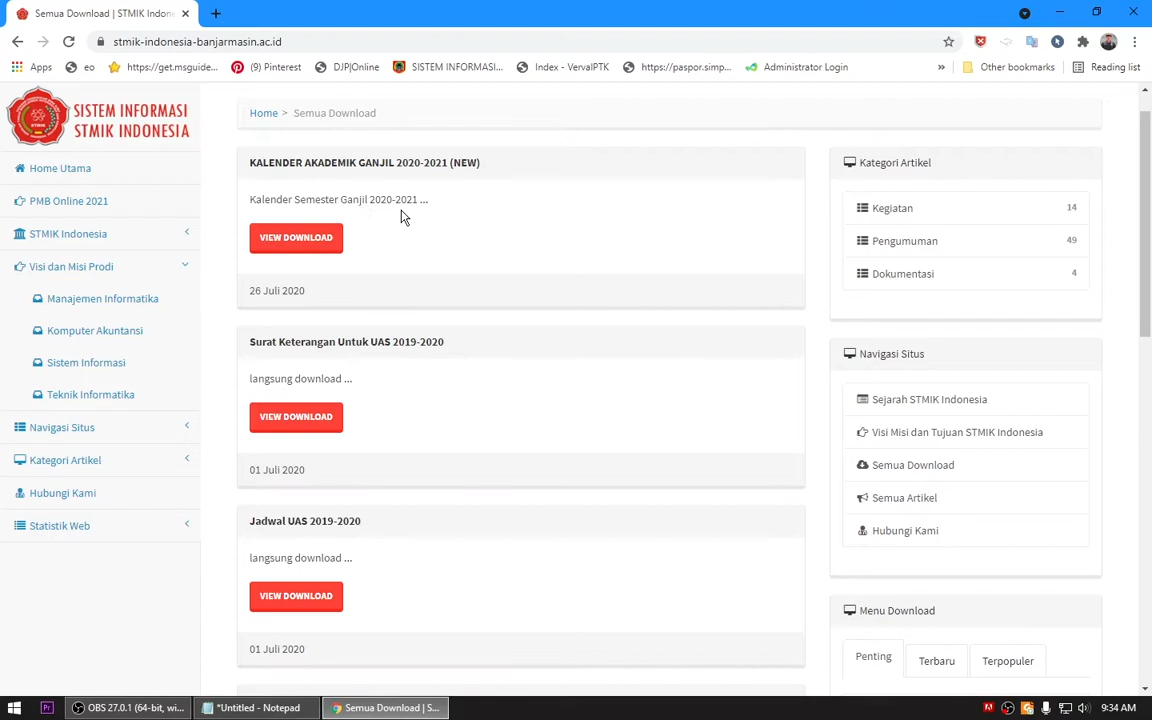 Semua Download | STMIK Indone
stmik-indonesia-banjarmasin.ac.id
Apps
eo
https://get.msguide...
(9) Pinterest
DJP|Online
SISTEM INFORMASI...
Index - VervalPTK
https://paspor.simp...
Administrator Login
»
Other bookmarks
Reading list
SISTEM INFORMASI
STMIK INDONESIA
Home Utama
PMB Online 2021
STMIK Indonesia
Visi dan Misi Prodi
Manajemen Informatika
Komputer Akuntansi
Sistem Informasi
Teknik Informatika
Navigasi Situs
Kategori Artikel
Hubungi Kami
Statistik Web
Home > Semua Download
KALENDER AKADEMIK GANJIL 2020-2021 (NEW)
Kalender Semester Ganjil 2020-2021 ...
VIEW DOWNLOAD
26 Juli 2020
Surat Keterangan Untuk UAS 2019-2020
langsung download ...
VIEW DOWNLOAD
01 Juli 2020
Jadwal UAS 2019-2020
langsung download ...
VIEW DOWNLOAD
01 Juli 2020
Kategori Artikel
Kegiatan 14
Pengumuman 49
Dokumentasi 4
Navigasi Situs
Sejarah STMIK Indonesia
Visi Misi dan Tujuan STMIK Indonesia
Semua Download
Semua Artikel
Hubungi Kami
Menu Download
Penting
Terbaru
Terpopuler
Pr
OBS 27.0.1 (64-bit, wi...
*Untitled - Notepad
Semua Download | S...
9:34 AM